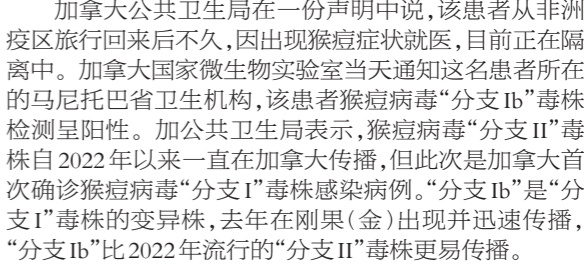 加拿大公共卫生局在一份声明中说，该患者从非洲
疫区旅行回来后不久，因出现猴痘症状就医，目前正在隔
离中。加拿大国家微生物实验室当天通知这名患者所在
的马尼托巴省卫生机构，该患者猴痘病毒“分支Ib”毒株
检测呈阳性。加公共卫生局表示，猴痘病毒“分支II”毒
株自2022年以来一直在加拿大传播，但此次是加拿大首
次确诊猴痘病毒“分支I”毒株感染病例。“分支Ib”是“分
支I”毒株的变异株，去年在刚果（金）出现并迅速传播，
“分支Ib”比2022年流行的“分支II”毒株更易传播。